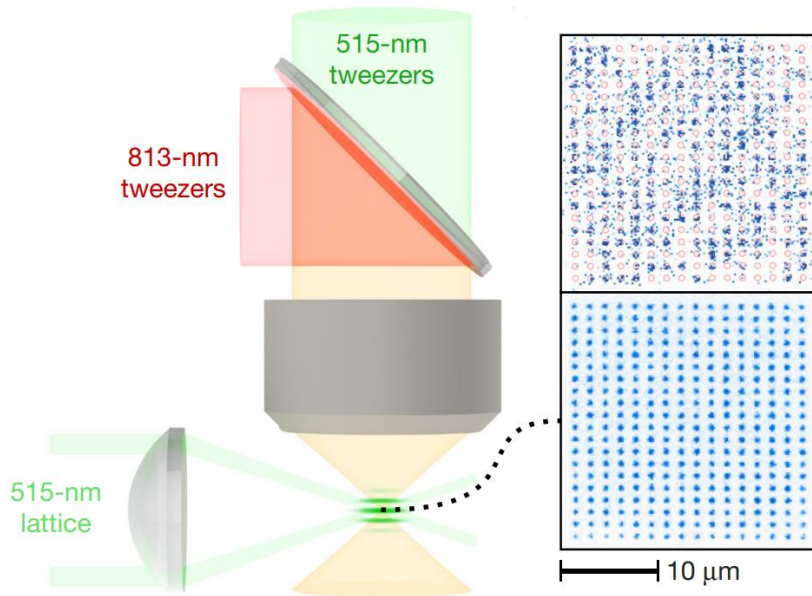 515-nm
tweezers
813-nm
tweezers
515-nm
lattice
10 μm